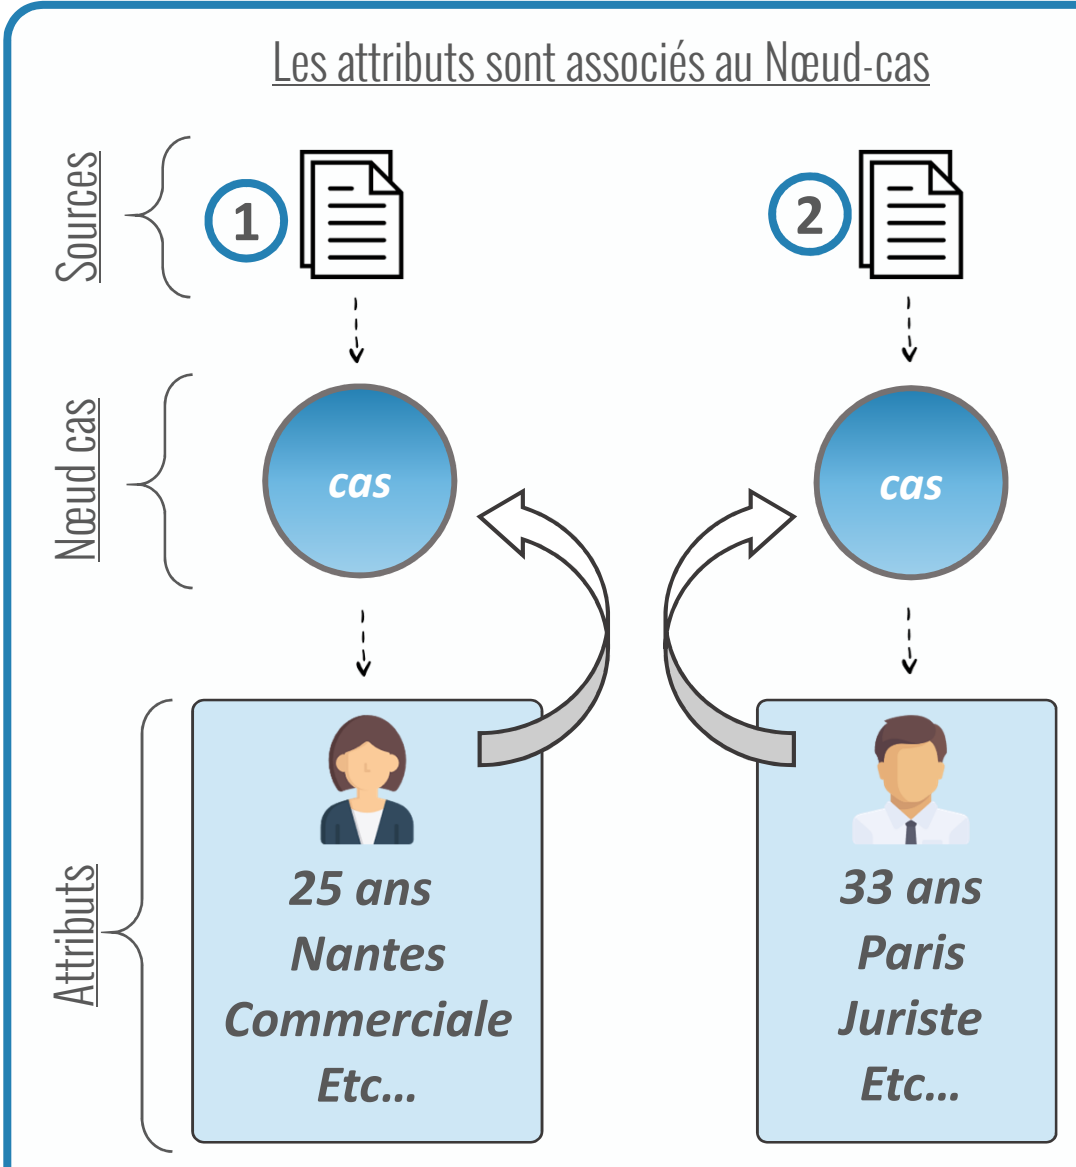 Les attributs sont associés au Nœud-cas
Sources
1
2
Nœud cas
cas
cas
Attributs
25 ans
Nantes
Commerciale
Etc...
33 ans
Paris
Juriste
Etc...